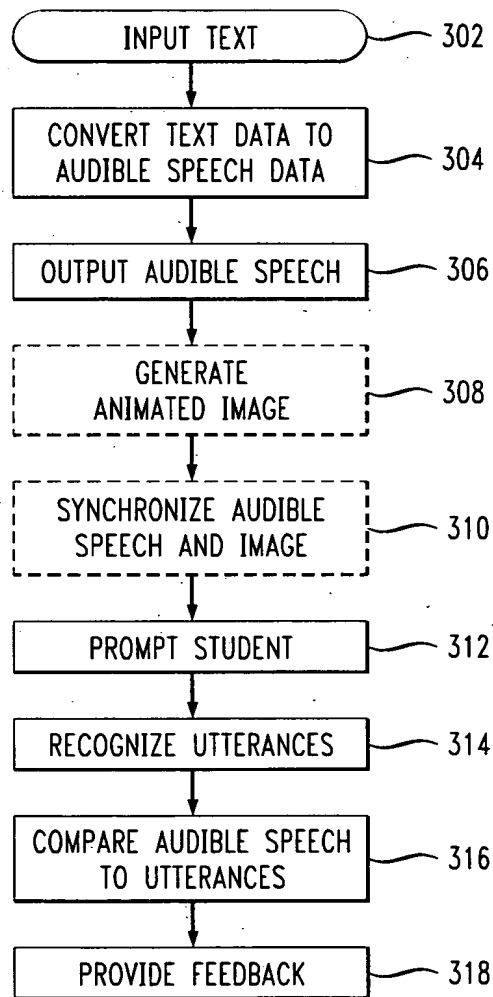 INPUT TEXT
302
CONVERT TEXT DATA TO
AUDIBLE SPEECH DATA
304
OUTPUT AUDIBLE SPEECH
306
GENERATE
ANIMATED IMAGE
308
SYNCHRONIZE AUDIBLE
SPEECH AND IMAGE
310
PROMPT STUDENT
312
RECOGNIZE UTTERANCES
314
COMPARE AUDIBLE SPEECH
TO UTTERANCES
316
PROVIDE FEEDBACK
318